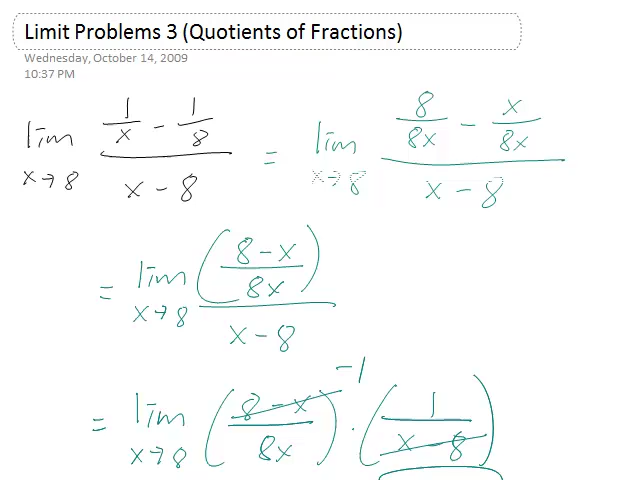 Limit Problems 3 (Quotients of Fractions)
Wednesday, October 14, 2009
10:37 PM
lim x→8 (1/x − 1/8)/(x − 8) = lim x→8 (8/8x − x/8x)/(x − 8)
= lim x→8 ((8 − x)/8x)/(x − 8)
= lim x→8 ((8 − x)/8x)⁻¹ · (1/(x − 8))